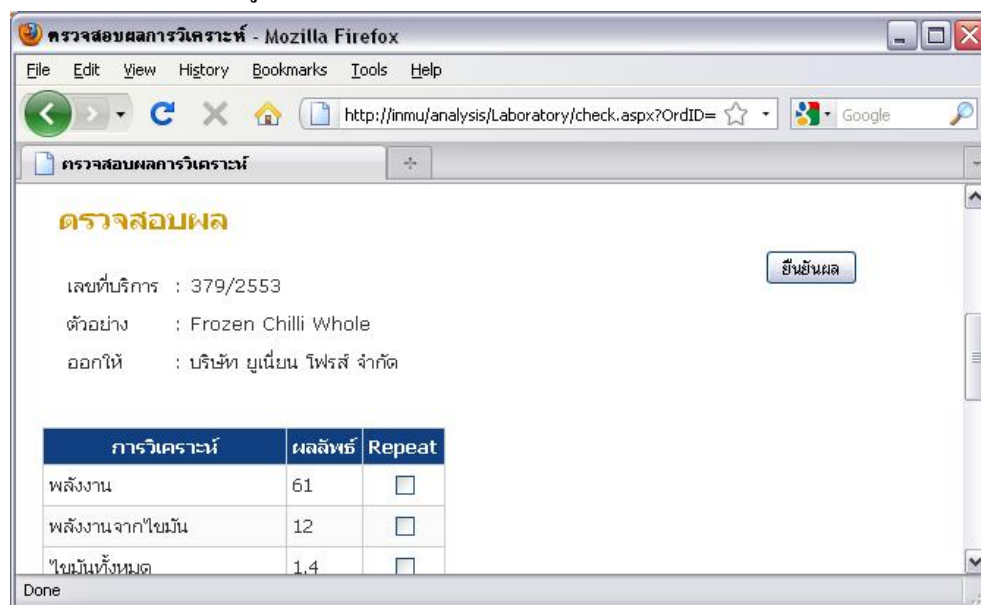 ตรวจสอบผลการวิเคราะห์ - Mozilla Firefox
File Edit View History Bookmarks Tools Help
http://inmu/analysis/Laboratory/check.aspx?OrdID= Google
ตรวจสอบผลการวิเคราะห์
ตรวจสอบผล
ยืนยันผล
เลขที่บริการ : 379/2553
ตัวอย่าง : Frozen Chilli Whole
ออกให้ : บริษัท ยูเนี่ยน โฟรส์ จำกัด
การวิเคราะห์ ผลลัพธ์ Repeat
พลังงาน 61
พลังงานจากไขมัน 12
ไขมันทั้งหมด 1.4
Done